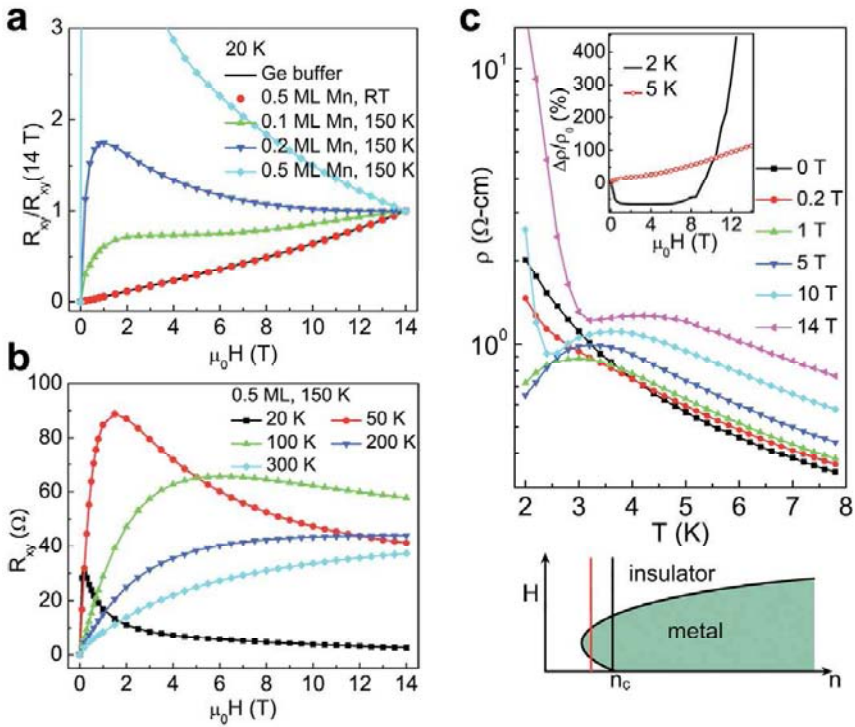 a
3
2
1
0
R_xy/R_xy (14 T)
20 K
Ge buffer
0.5 ML Mn, RT
0.1 ML Mn, 150 K
0.2 ML Mn, 150 K
0.5 ML Mn, 150 K
0 2 4 6 8 10 12 14
μ₀H (T)
b
100
80
60
40
20
0
R_xy (Ω)
0.5 ML, 150 K
20 K 50 K
100 K 200 K
300 K
0 2 4 6 8 10 12 14
μ₀H (T)
c
10¹
10⁰
ρ (Ω-cm)
400
300
200
100
0
Δρ/ρ₀ (%)
2 K
5 K
0 4 8 12
μ₀H (T)
0 T
0.2 T
1 T
5 T
10 T
14 T
2 3 4 5 6 7 8
T (K)
H
insulator
metal
n_c
n